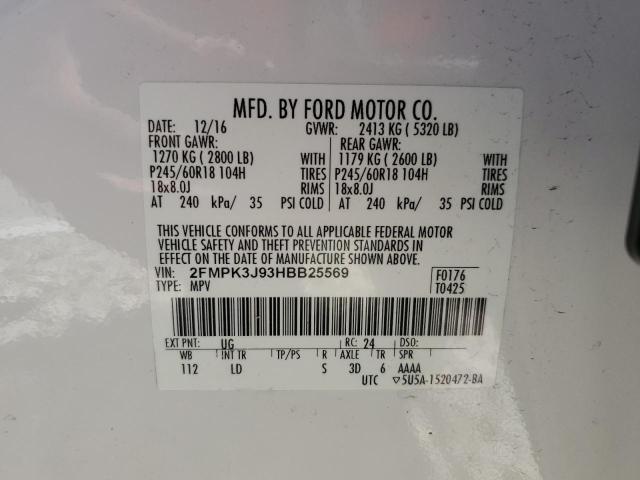 MFD. BY FORD MOTOR CO.
DATE: 12/16 GVWR: 2413 KG ( 5320 LB)
FRONT GAWR: REAR GAWR:
1270 KG ( 2800 LB) WITH 1179 KG ( 2600 LB) WITH
P245/60R18 104H TIRES P245/60R18 104H TIRES
18x8.0J RIMS 18x8.0J RIMS
AT 240 kPa/ 35 PSI COLD AT 240 kPa/ 35 PSI COLD
THIS VEHICLE CONFORMS TO ALL APPLICABLE FEDERAL MOTOR
VEHICLE SAFETY AND THEFT PREVENTION STANDARDS IN
EFFECT ON THE DATE OF MANUFACTURE SHOWN ABOVE.
VIN: 2FMPK3J93HBB25569 F0176
TYPE: MPV T0425
EXT PNT: UG RC: 24 DSO:
WB INT TR TP/PS R AXLE TR SPR
112 LD S 3D 6 AAAA
UTC ▽5U5A-1520472-BA